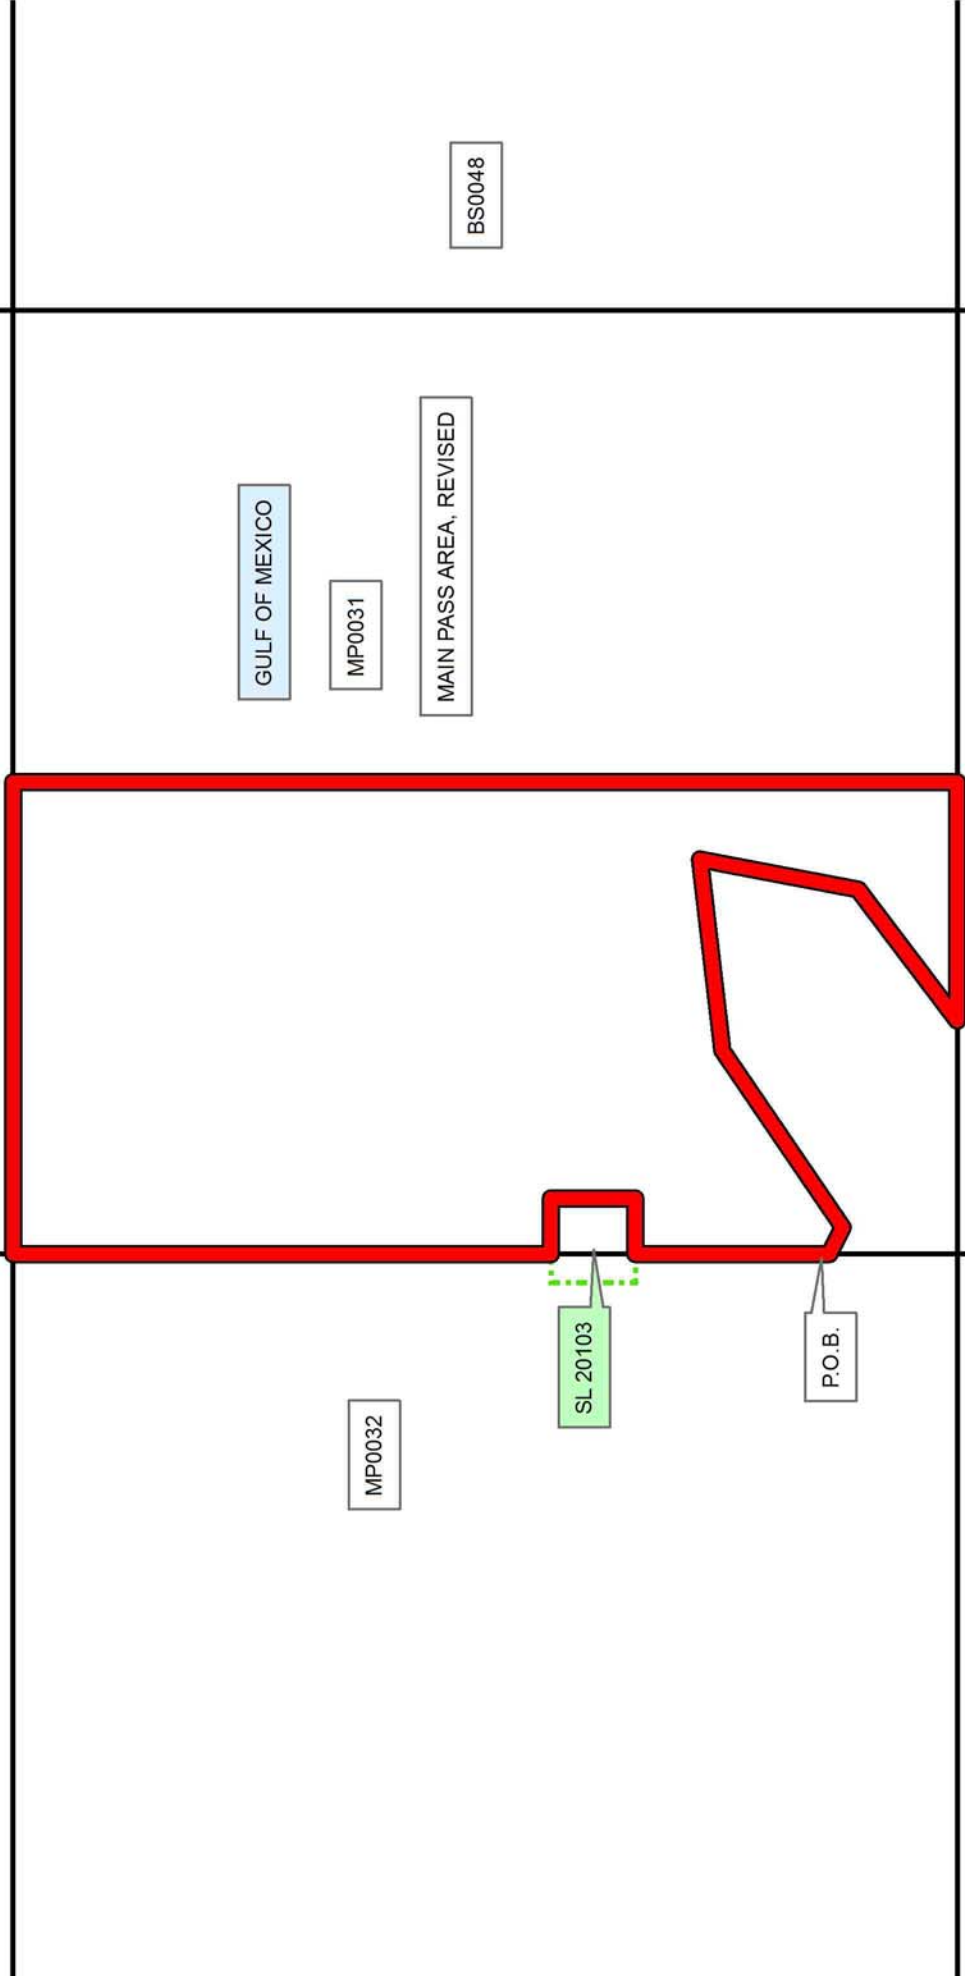 GULF OF MEXICO
MP0032
MP0031
MAIN PASS AREA, REVISED
BS0048
SL 20103
P.O.B.